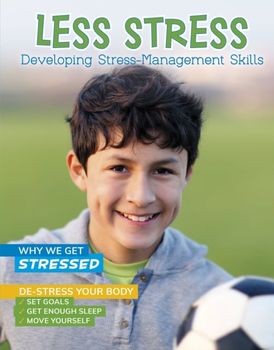 LESS STRESS
Developing Stress-Management Skills
WHY WE GET
STRESSED
DE-STRESS YOUR BODY
✓ SET GOALS
✓ GET ENOUGH SLEEP
✓ MOVE YOURSELF